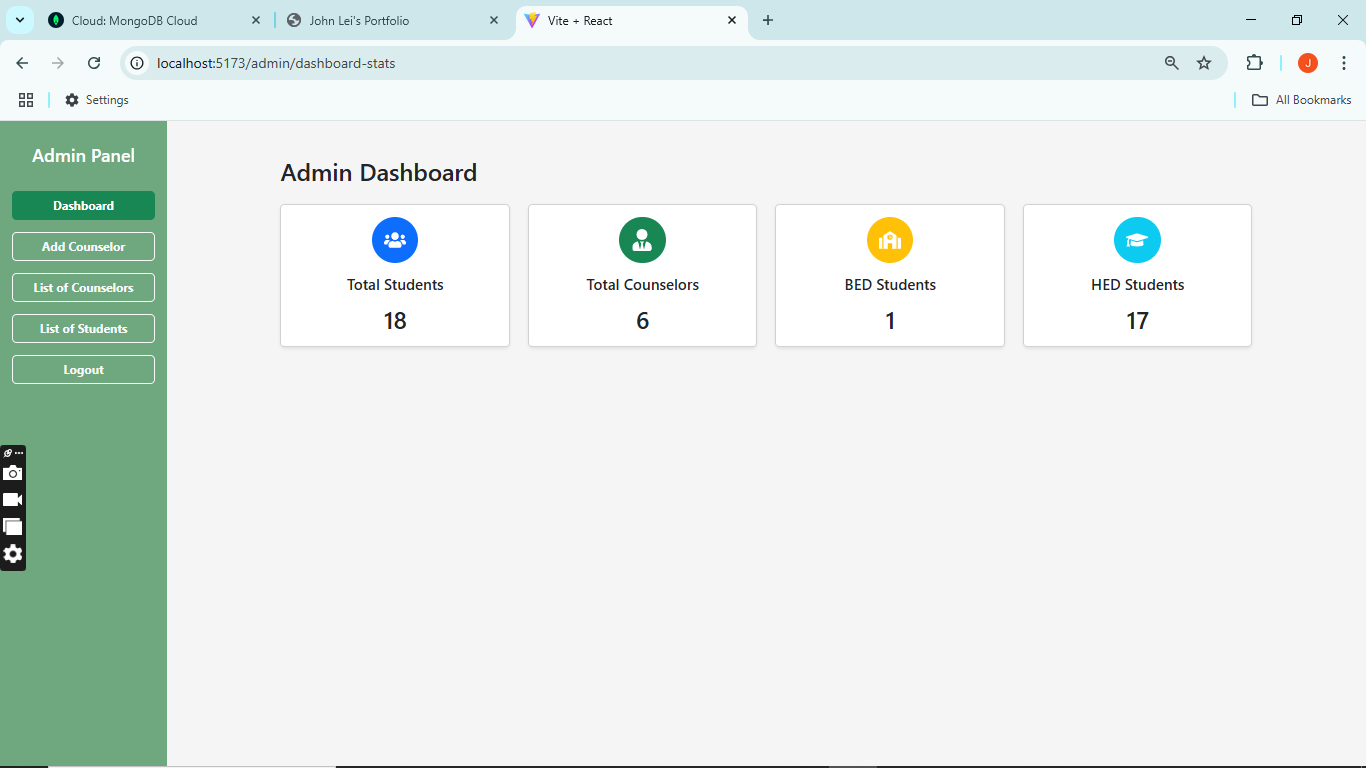 Cloud: MongoDB Cloud
John Lei's Portfolio
Vite + React
localhost:5173/admin/dashboard-stats
J
Settings
All Bookmarks
Admin Panel
Dashboard
Add Counselor
List of Counselors
List of Students
Logout
Admin Dashboard
Total Students
18
Total Counselors
6
BED Students
1
HED Students
17